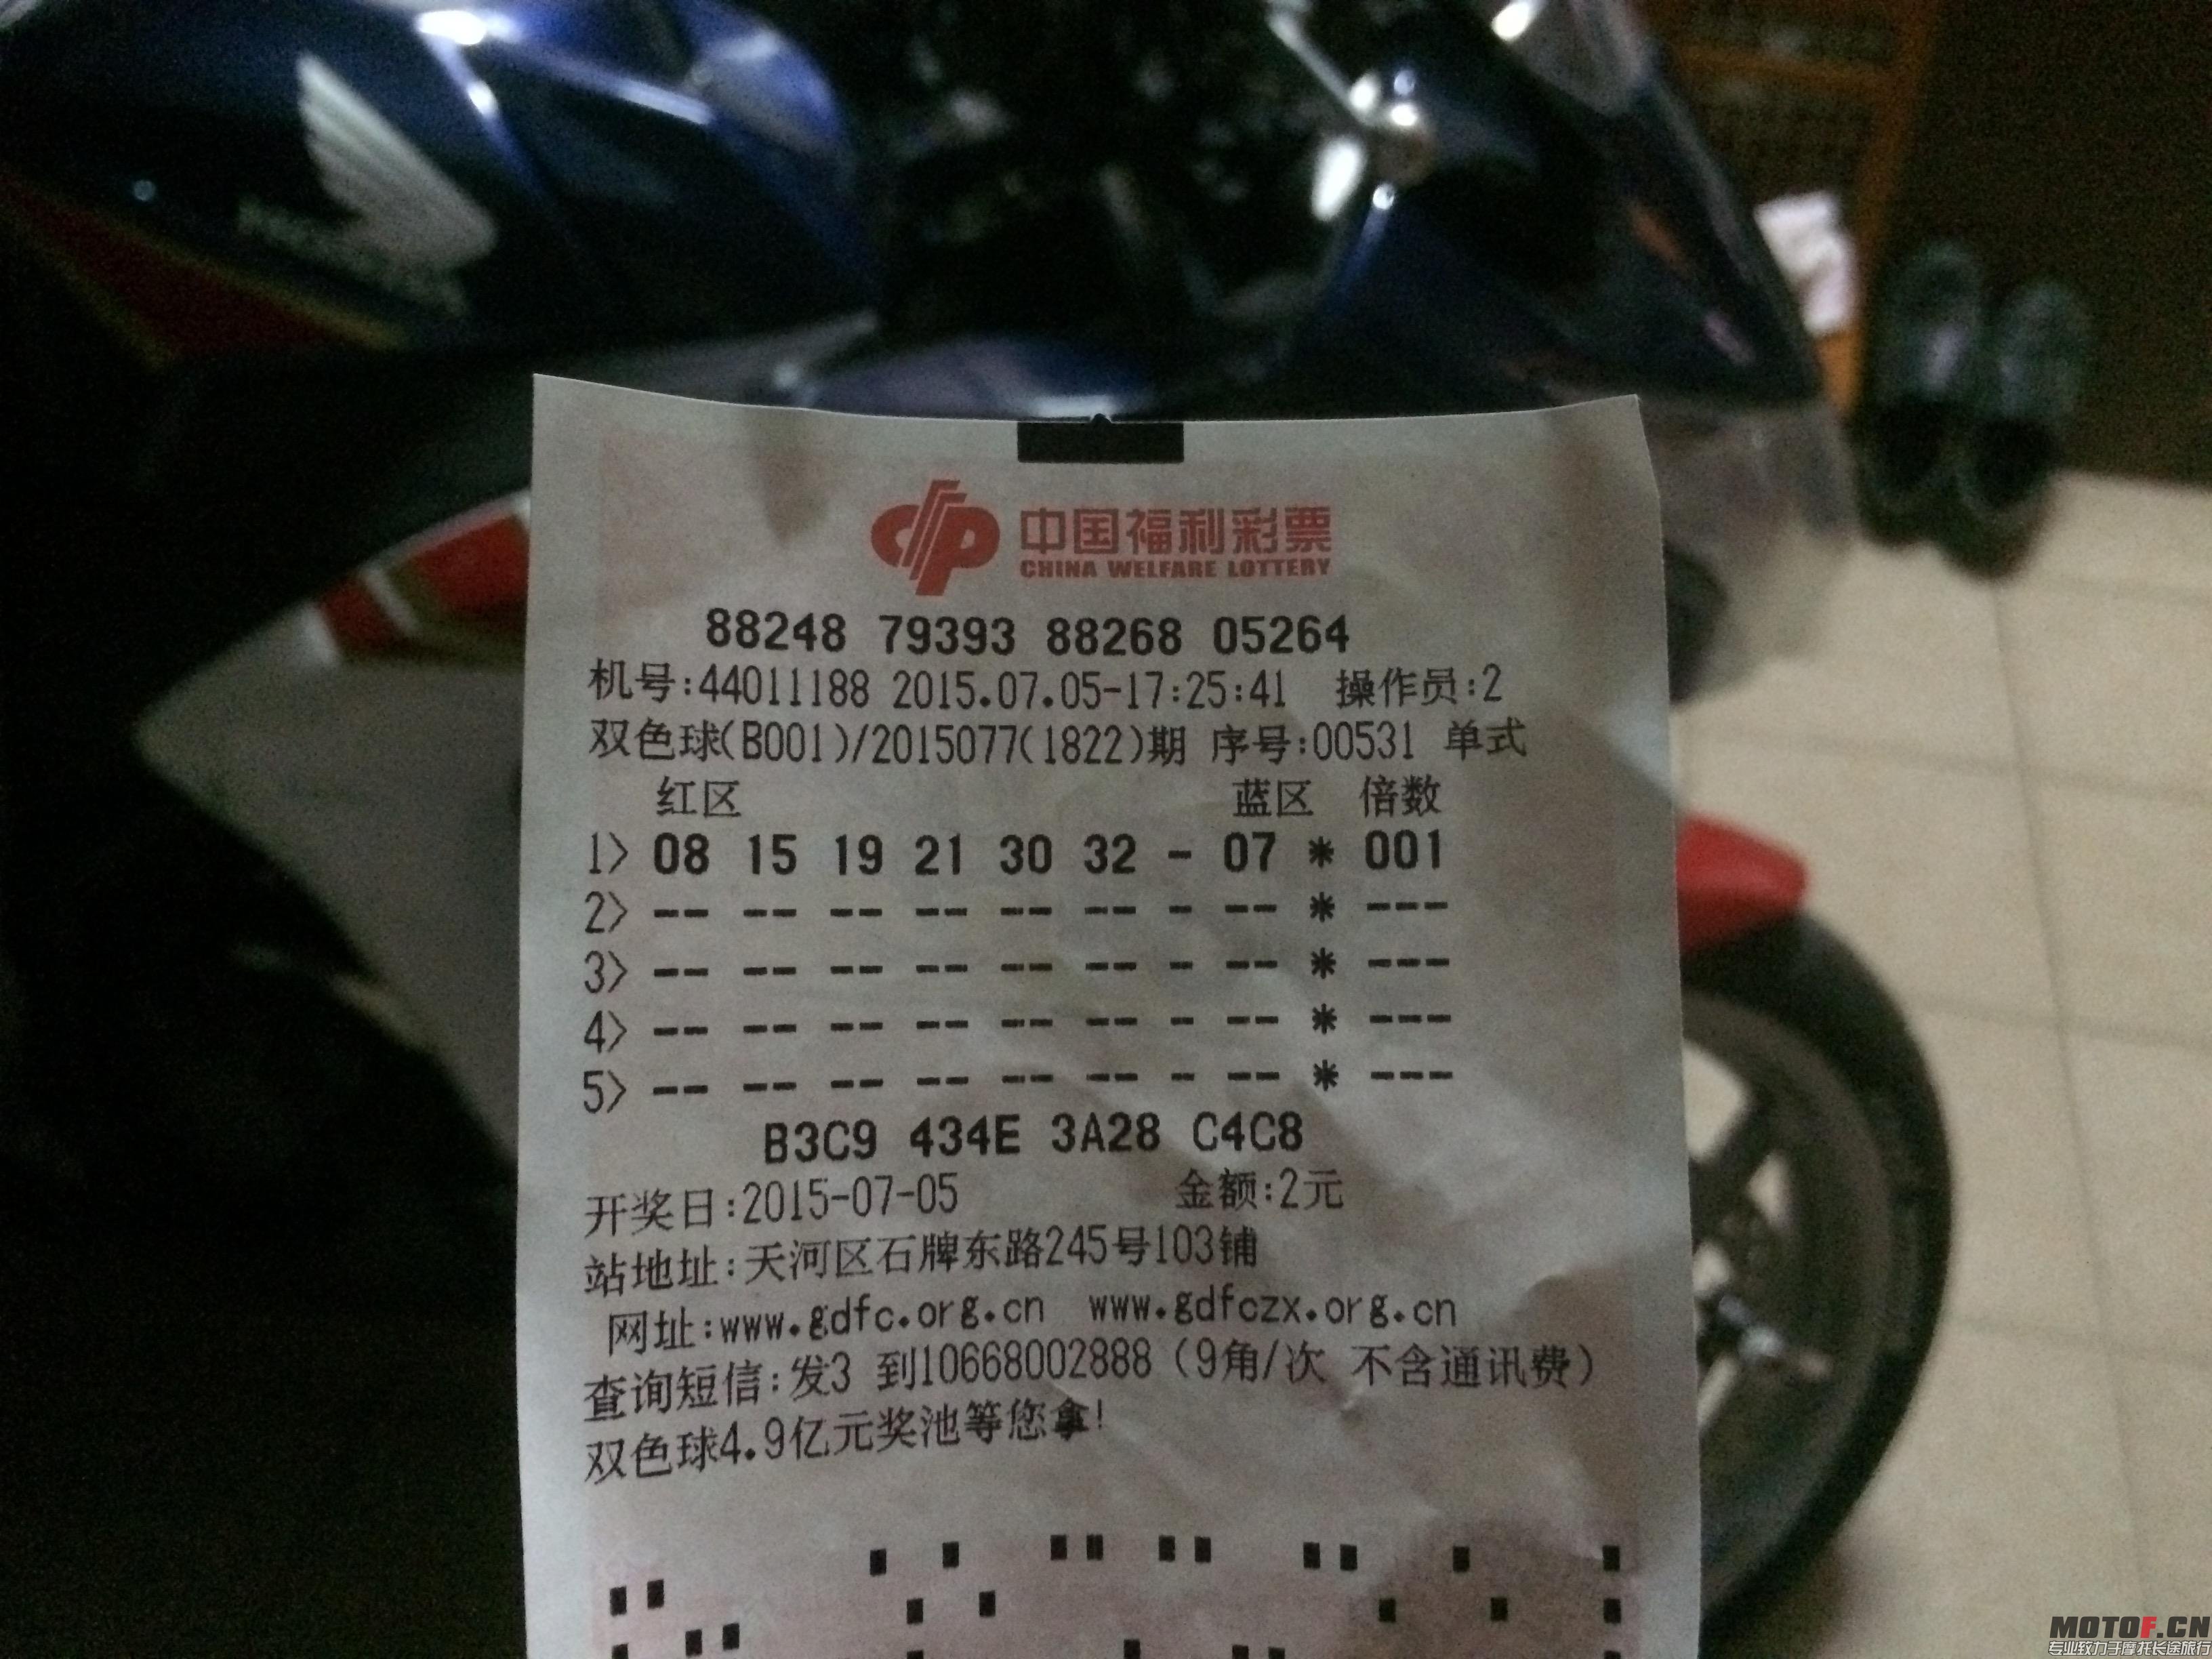 中国福利彩票
CHINA WELFARE LOTTERY
88248 79393 88268 05264
机号:44011188 2015.07.05-17:25:41 操作员:2
双色球(B001)/2015077(1822)期 序号:00531 单式
红区 蓝区 倍数
1> 08 15 19 21 30 32 - 07 * 001
2> -- -- -- -- -- -- - -- * ---
3> -- -- -- -- -- -- - -- * ---
4> -- -- -- -- -- -- - -- * ---
5> -- -- -- -- -- -- - -- * ---
B3C9 434E 3A28 C4C8
开奖日:2015-07-05 金额:2元
站地址:天河区石牌东路245号103铺
网址:www.gdfc.org.cn www.gdfczx.org.cn
查询短信:发3 到10668002888（9角/次 不含通讯费）
双色球4.9亿元奖池等您拿!
MOTOF.CN
专业致力于摩托长途旅行